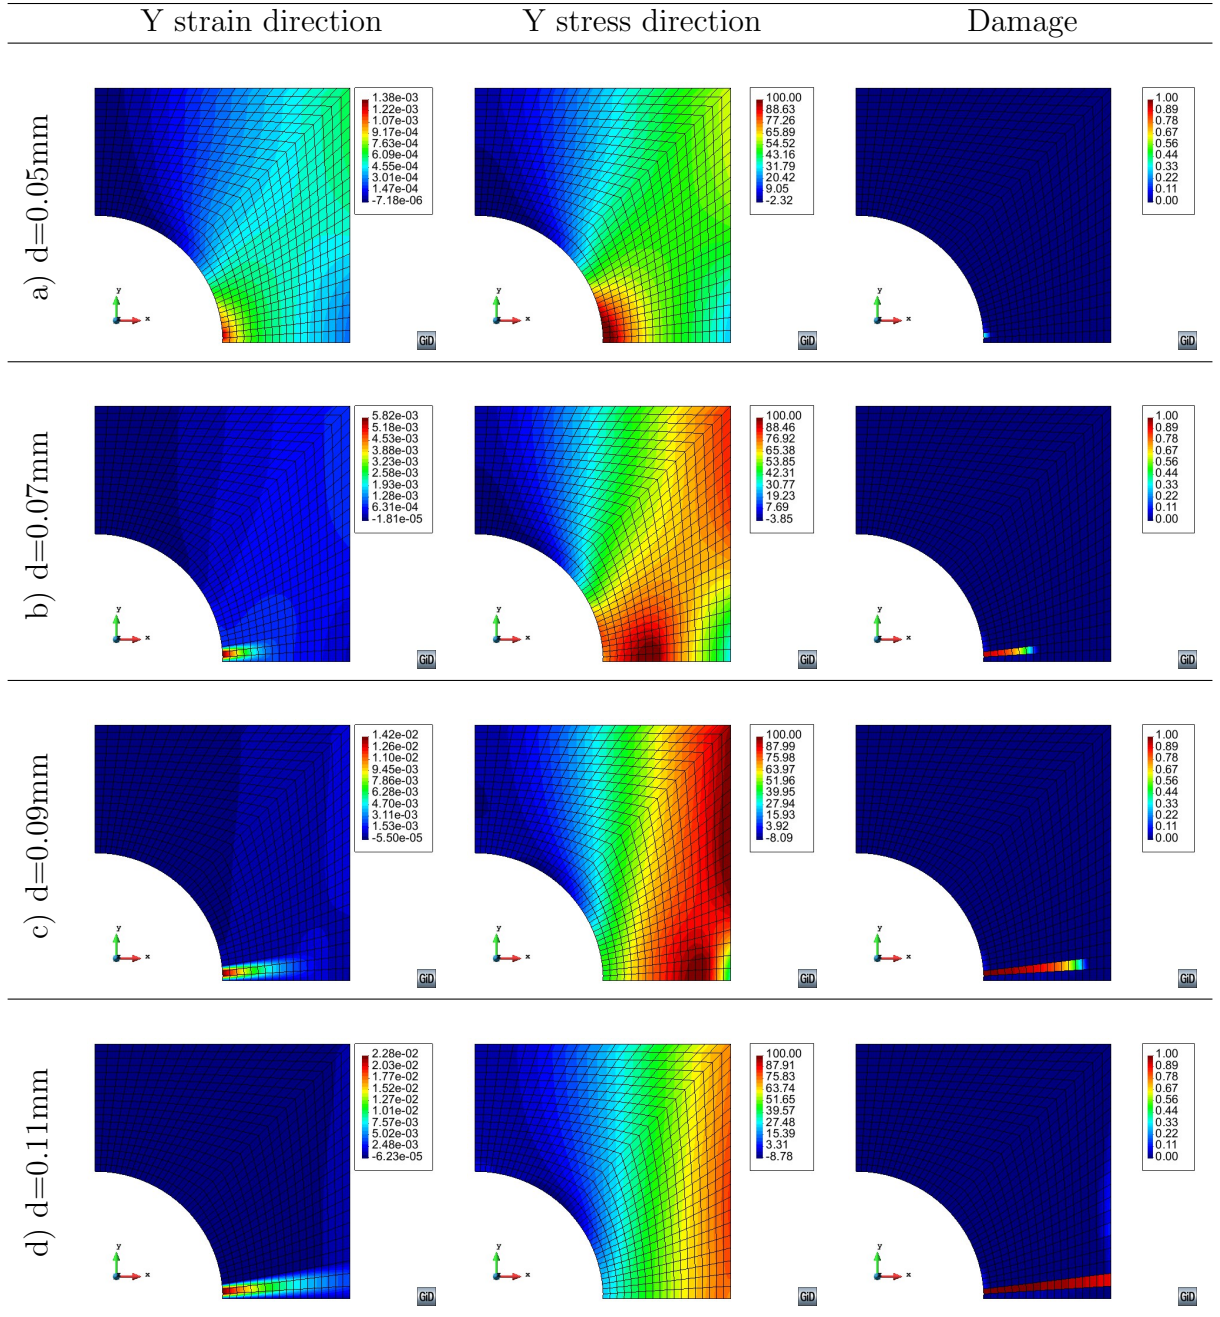 Y strain direction Y stress direction Damage
a) d=0.05mm
1.38e-03
1.22e-03
1.07e-03
9.17e-04
7.63e-04
6.09e-04
4.55e-04
3.01e-04
1.47e-04
-7.18e-06
y
x
GiD
100.00
88.63
77.26
65.89
54.52
43.16
31.79
20.42
9.05
-2.32
y
x
GiD
1.00
0.89
0.78
0.67
0.56
0.44
0.33
0.22
0.11
0.00
y
x
GiD
b) d=0.07mm
5.82e-03
5.18e-03
4.53e-03
3.88e-03
3.23e-03
2.58e-03
1.93e-03
1.28e-03
6.31e-04
-1.81e-05
y
x
GiD
100.00
88.46
76.92
65.38
53.85
42.31
30.77
19.23
7.69
-3.85
y
x
GiD
1.00
0.89
0.78
0.67
0.56
0.44
0.33
0.22
0.11
0.00
y
x
GiD
c) d=0.09mm
1.42e-02
1.26e-02
1.10e-02
9.45e-03
7.86e-03
6.28e-03
4.70e-03
3.11e-03
1.53e-03
-5.50e-05
y
x
GiD
100.00
87.99
75.98
63.97
51.96
39.95
27.94
15.93
3.92
-8.09
y
x
GiD
1.00
0.89
0.78
0.67
0.56
0.44
0.33
0.22
0.11
0.00
y
x
GiD
d) d=0.11mm
2.28e-02
2.03e-02
1.77e-02
1.52e-02
1.27e-02
1.01e-02
7.57e-03
5.02e-03
2.48e-03
-6.23e-05
y
x
GiD
100.00
87.91
75.83
63.74
51.65
39.57
27.48
15.39
3.31
-8.78
y
x
GiD
1.00
0.89
0.78
0.67
0.56
0.44
0.33
0.22
0.11
0.00
y
x
GiD